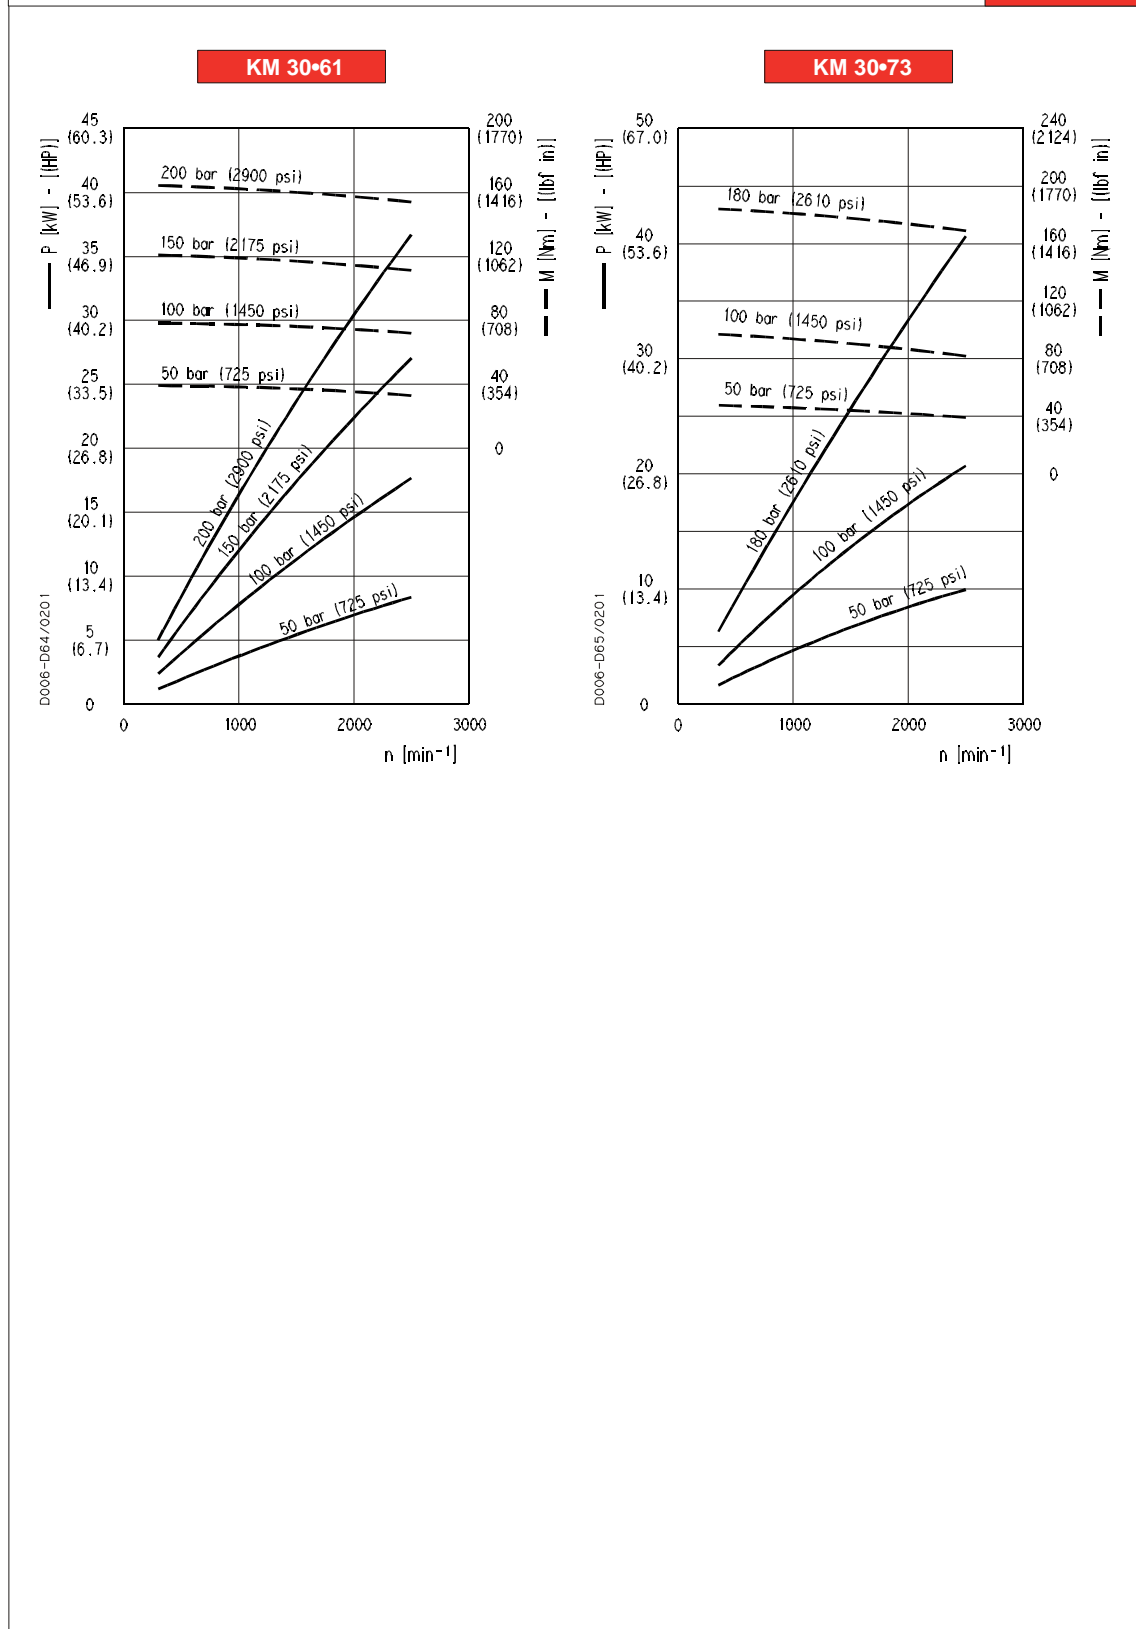 KM 30•61
45
(60.3)
40
(53.6)
35
(46.9)
30
(40.2)
25
(33.5)
20
(26.8)
15
(20.1)
10
(13.4)
5
(6.7)
0
P [kW] - [(HP)]
D006-D64/0201
200 bar (2900 psi)
150 bar (2175 psi)
100 bar (1450 psi)
50 bar (725 psi)
200 bar (2900 psi)
150 bar (2175 psi)
100 bar (1450 psi)
50 bar (725 psi)
200
(1770)
160
(1416)
120
(1062)
80
(708)
40
(354)
0
M [Nm] - [(lbf in)]
0 1000 2000 3000
n [min-1]
KM 30•73
50
(67.0)
40
(53.6)
30
(40.2)
20
(26.8)
10
(13.4)
0
P [kW] - [(HP)]
D006-D65/0201
180 bar (2610 psi)
100 bar (1450 psi)
50 bar (725 psi)
180 bar (2610 psi)
100 bar (1450 psi)
50 bar (725 psi)
240
(2124)
200
(1770)
160
(1416)
120
(1062)
80
(708)
40
(354)
0
M [Nm] - [(lbf in)]
0 1000 2000 3000
n [min-1]